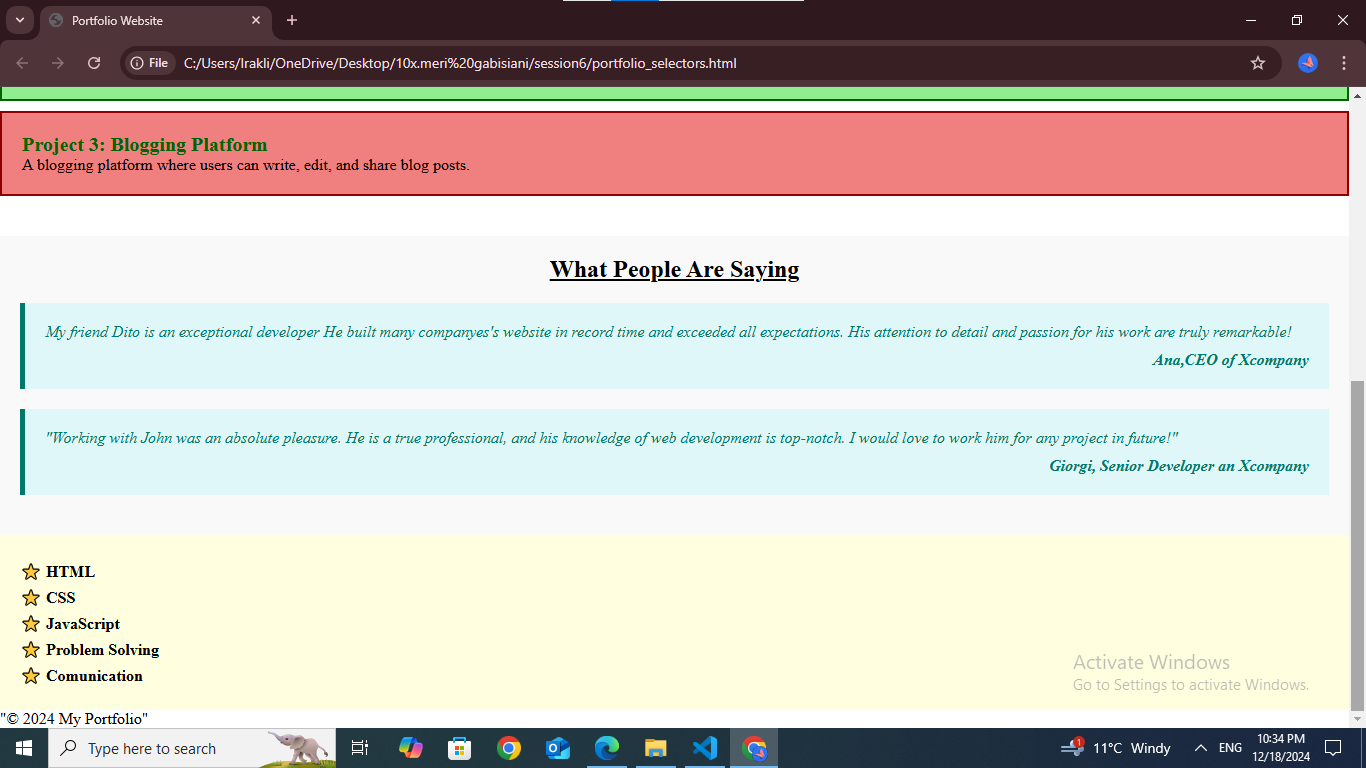 Portfolio Website
File C:/Users/Irakli/OneDrive/Desktop/10x.meri%20gabisiani/session6/portfolio_selectors.html
Project 3: Blogging Platform
A blogging platform where users can write, edit, and share blog posts.
What People Are Saying
My friend Dito is an exceptional developer He built many companyes's website in record time and exceeded all expectations. His attention to detail and passion for his work are truly remarkable!
Ana,CEO of Xcompany
"Working with John was an absolute pleasure. He is a true professional, and his knowledge of web development is top-notch. I would love to work him for any project in future!"
Giorgi, Senior Developer an Xcompany
HTML
CSS
JavaScript
Problem Solving
Comunication
Activate Windows
Go to Settings to activate Windows.
"© 2024 My Portfolio"
Type here to search
1
11°C Windy
ENG
10:34 PM
12/18/2024